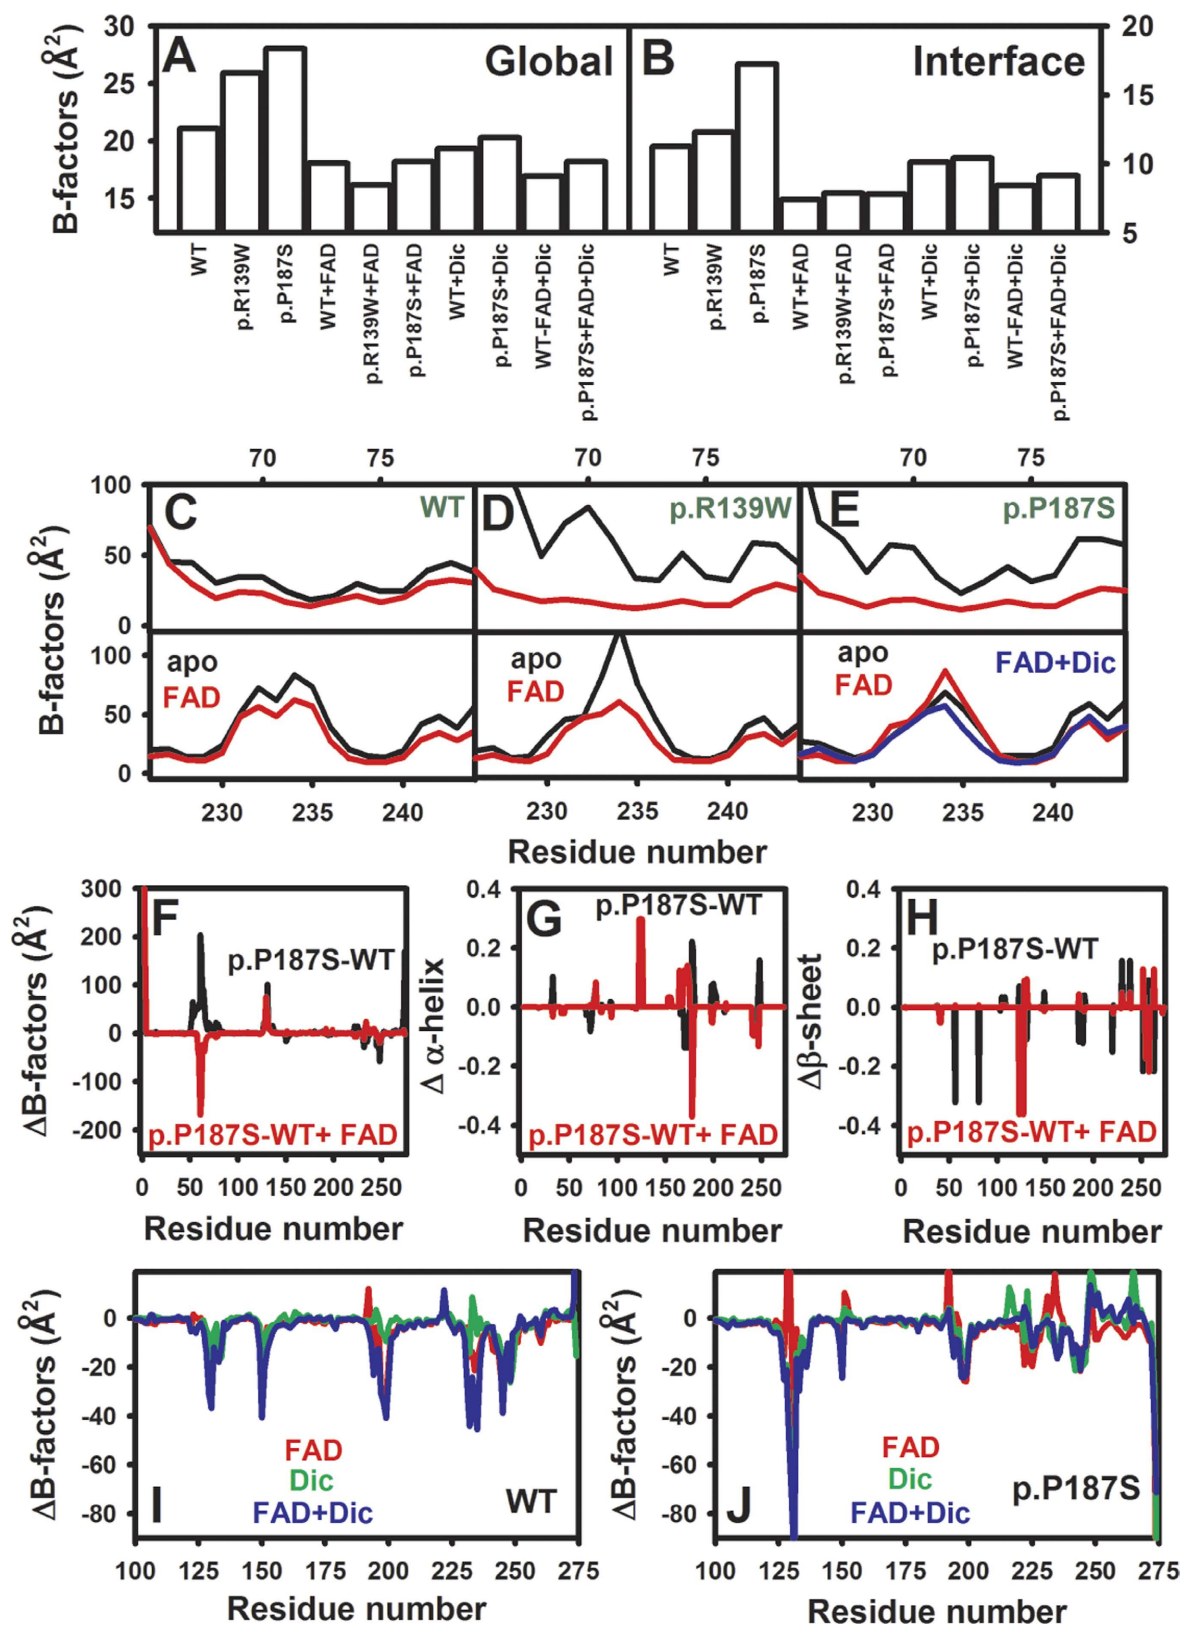 30
25
20
15
B-factors (Å²)
A
Global
B
Interface
20
15
10
5
WT
p.R139W
p.P187S
WT+FAD
p.R139W+FAD
p.P187S+FAD
WT+Dic
p.P187S+Dic
WT-FAD+Dic
p.P187S+FAD+Dic
WT
p.R139W
p.P187S
WT+FAD
p.R139W+FAD
p.P187S+FAD
WT+Dic
p.P187S+Dic
WT-FAD+Dic
p.P187S+FAD+Dic
70 75 70 75 70 75
100
50
0
B-factors (Å²)
C WT
D p.R139W
E p.P187S
100
50
0
B-factors (Å²)
apo
FAD
apo
FAD
apo
FAD
FAD+Dic
230 235 240 230 235 240 230 235 240
Residue number
300
200
100
0
-100
-200
ΔB-factors (Å²)
F
p.P187S-WT
p.P187S-WT+ FAD
0 50 100 150 200 250
Residue number
0.4
0.2
0.0
-0.2
-0.4
Δ α-helix
G
p.P187S-WT
p.P187S-WT+ FAD
0 50 100 150 200 250
Residue number
0.4
0.2
0.0
-0.2
-0.4
Δβ-sheet
H
p.P187S-WT
p.P187S-WT+ FAD
0 50 100 150 200 250
Residue number
0
-20
-40
-60
-80
ΔB-factors (Å²)
FAD
Dic
FAD+Dic
I
WT
100 125 150 175 200 225 250 275
Residue number
0
-20
-40
-60
-80
ΔB-factors (Å²)
FAD
Dic
FAD+Dic
J
p.P187S
100 125 150 175 200 225 250 275
Residue number